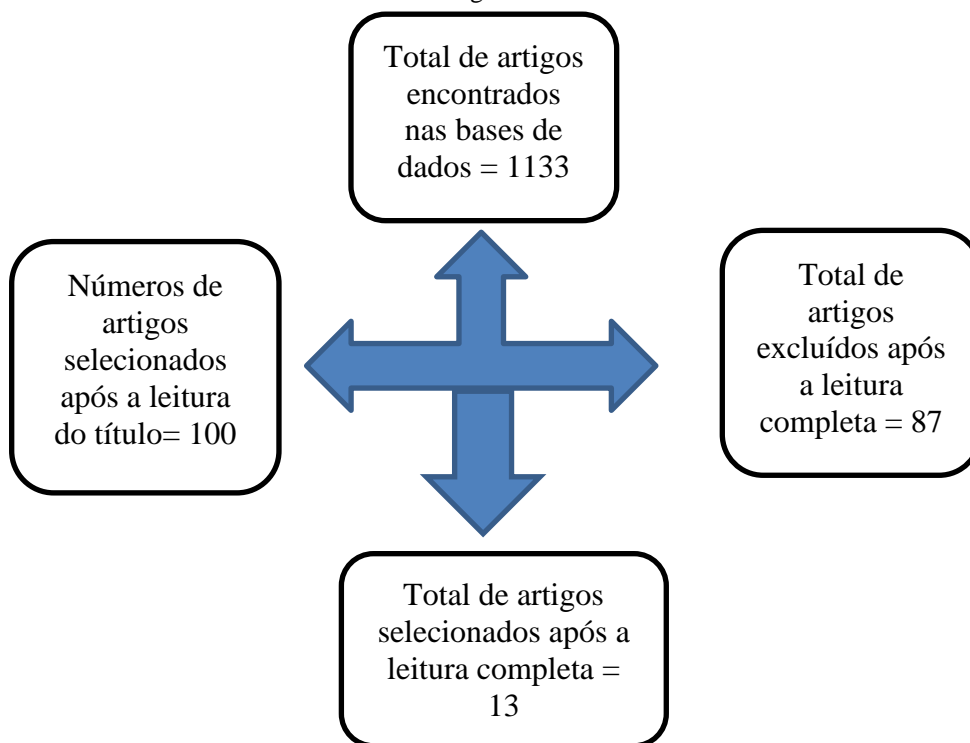 Total de artigos
encontrados
nas bases de
dados = 1133
Números de
artigos
selecionados
após a leitura
do título= 100
Total de
artigos
excluídos após
a leitura
completa = 87
Total de artigos
selecionados após a
leitura completa =
13